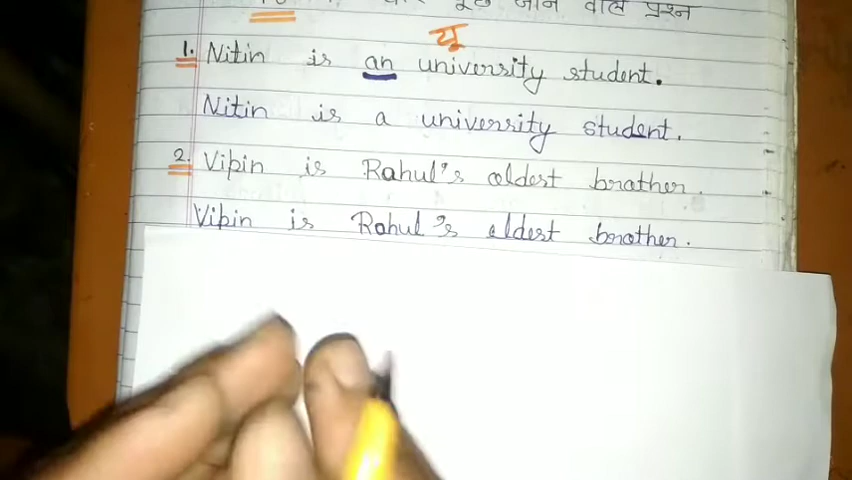 पूछे जाने वाले प्रश्न
यू
1. Nitin is an university student.
Nitin is a university student.
2. Vipin is Rahul's oldest brother.
Vipin is Rahul's eldest brother.